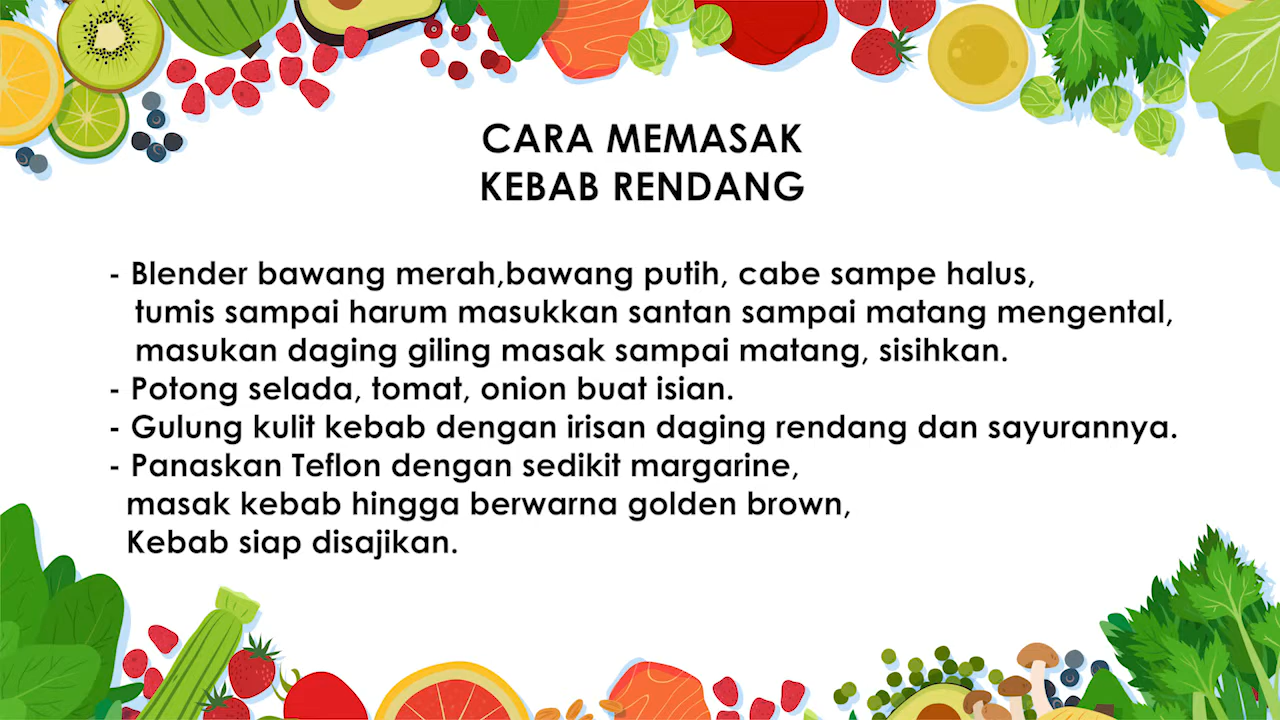 CARA MEMASAK
KEBAB RENDANG
- Blender bawang merah,bawang putih, cabe sampe halus,
tumis sampai harum masukkan santan sampai matang mengental,
masukan daging giling masak sampai matang, sisihkan.
- Potong selada, tomat, onion buat isian.
- Gulung kulit kebab dengan irisan daging rendang dan sayurannya.
- Panaskan Teflon dengan sedikit margarine,
masak kebab hingga berwarna golden brown,
Kebab siap disajikan.